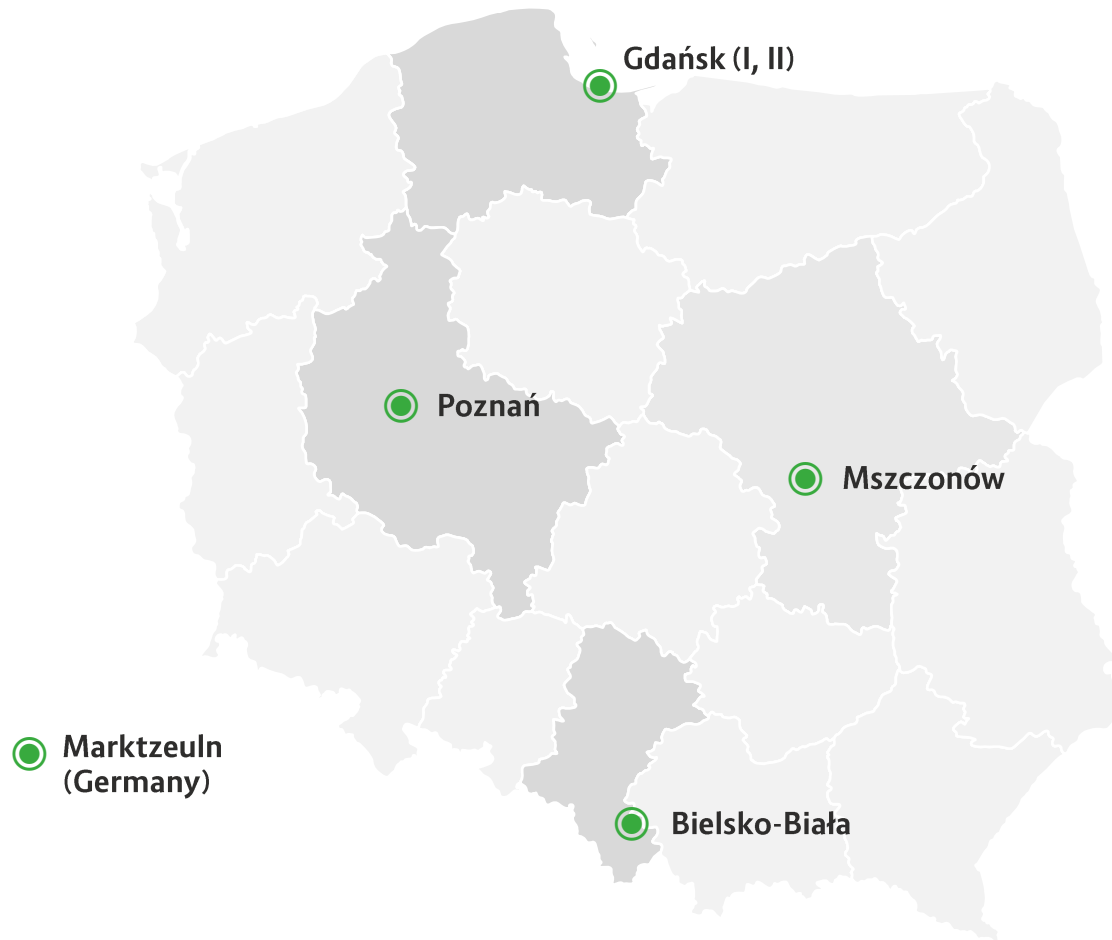 Gdańsk (I, II)
Poznań
Mszczonów
Marktzeuln
(Germany)
Bielsko-Biała